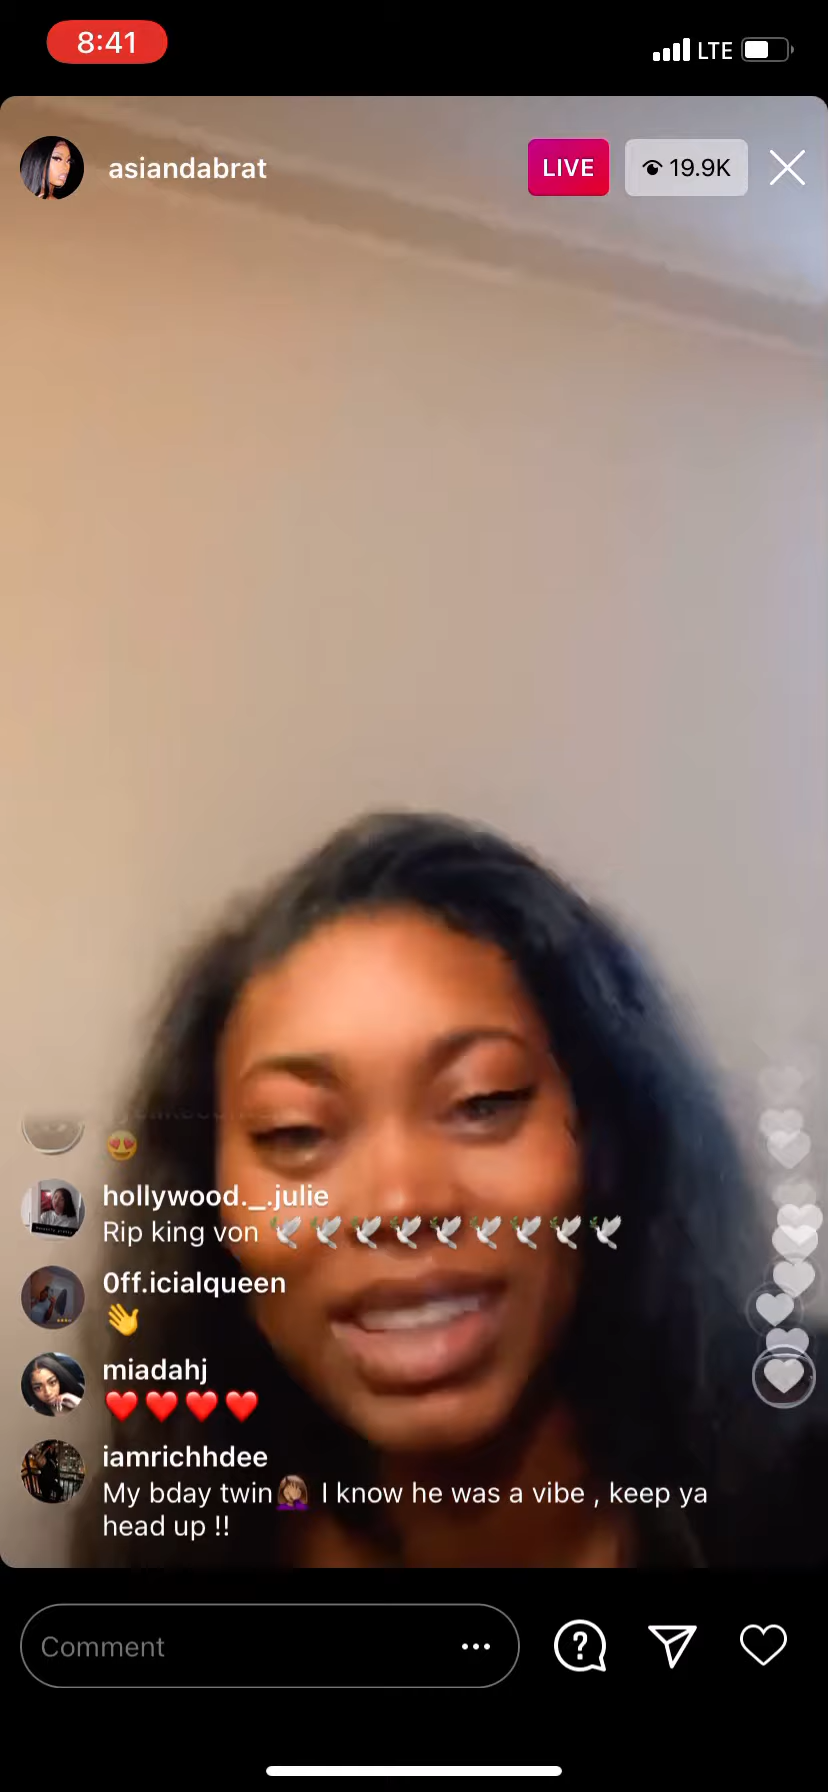 8:41
LTE
asiandabrat
LIVE
19.9K
hollywood._.julie
Rip king von 🕊️🕊️🕊️🕊️🕊️🕊️🕊️🕊️🕊️
0ff.icialqueen
👋
miadahj
❤️❤️❤️❤️
iamrichhdee
My bday twin🤦🏽‍♀️ I know he was a vibe , keep ya
head up !!
Comment